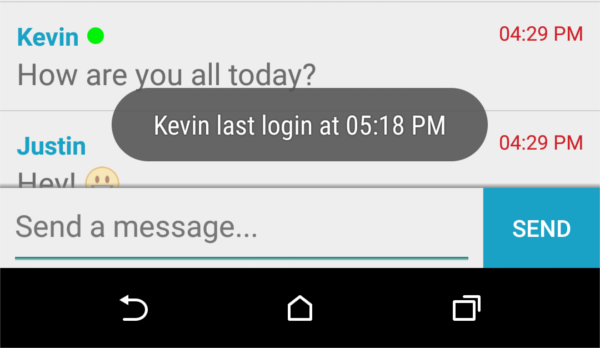 Kevin 04:29 PM
How are you all today?
Kevin last login at 05:18 PM
Justin 04:29 PM
Hey!
Send a message... SEND